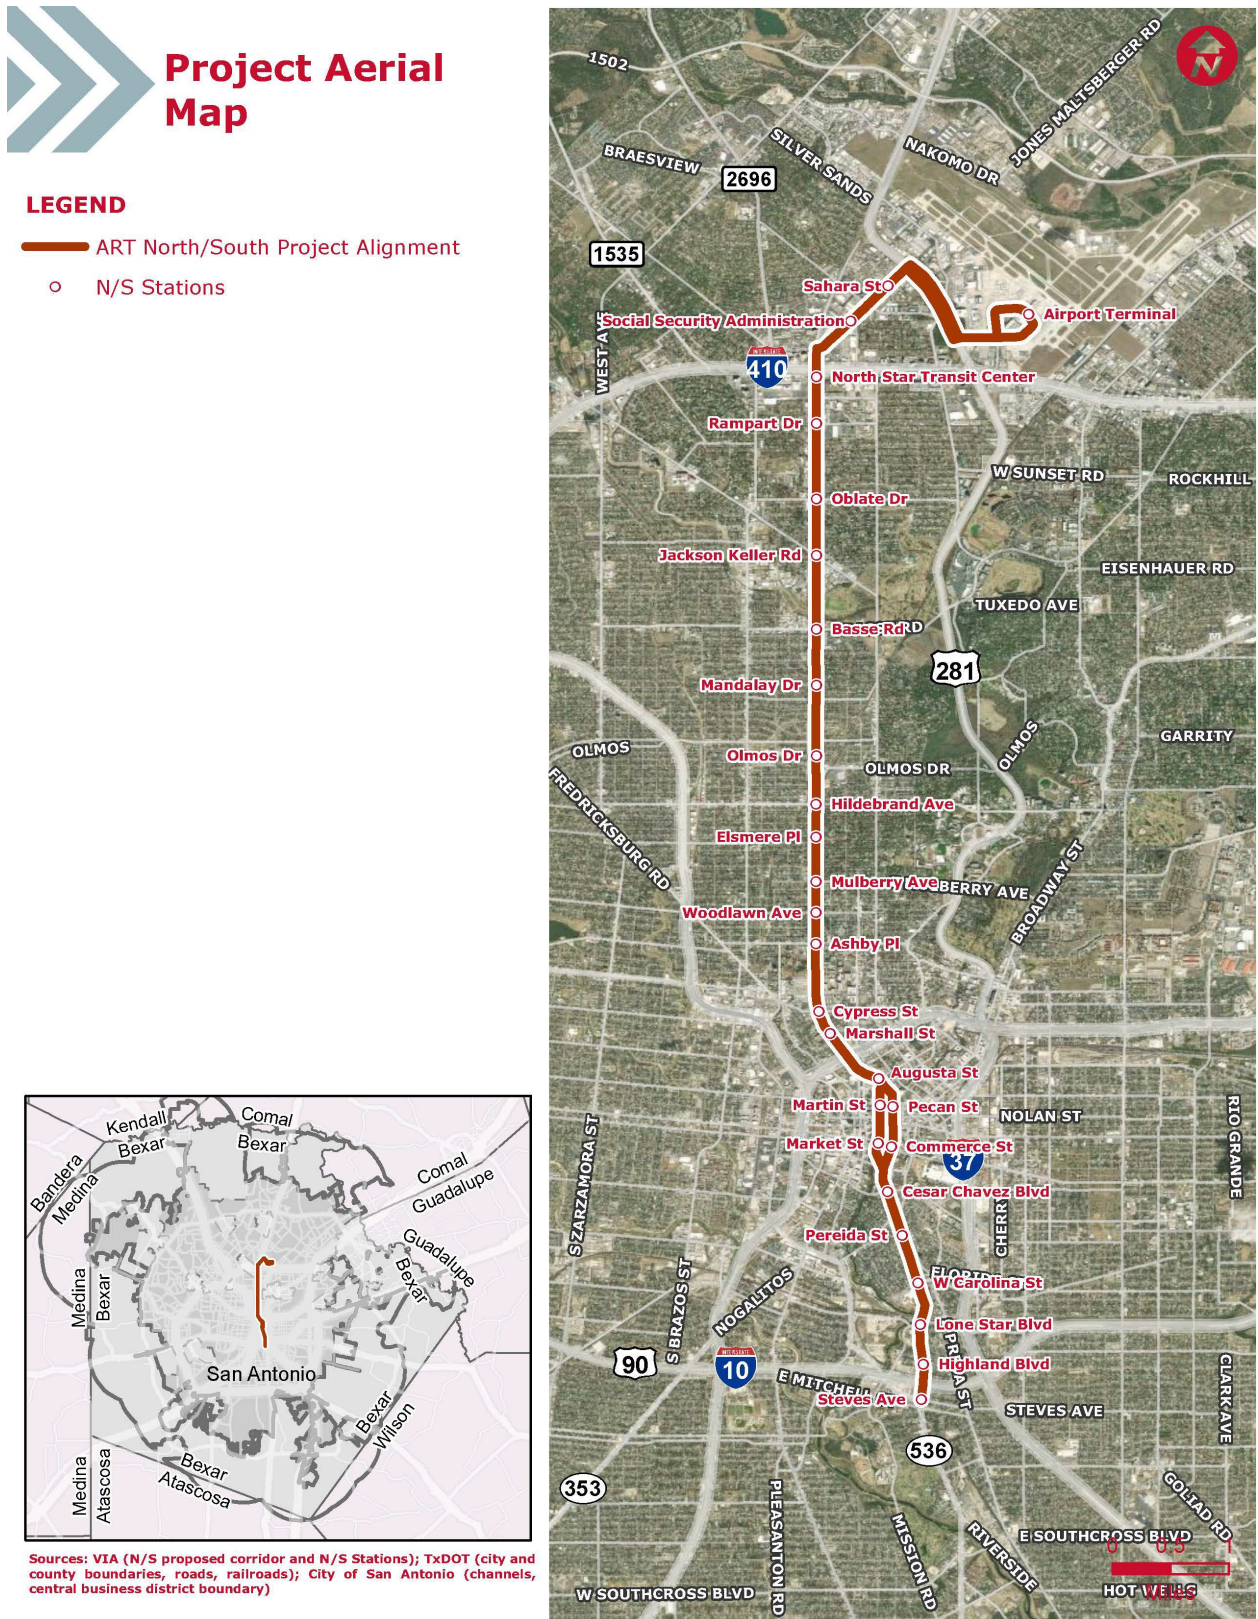 Project Aerial
Map
LEGEND
ART North/South Project Alignment
N/S Stations
1502
JONES MALTSBERGER RD
N
BRAESVIEW
SILVER SANDS
NAKOMO DR
2696
1535
Sahara St
Airport Terminal
Social Security Administration
WEST AVE
INTERSTATE
410
North Star Transit Center
Rampart Dr
W SUNSET RD
ROCKHILL
Oblate Dr
Jackson Keller Rd
EISENHAUER RD
TUXEDO AVE
Basse Rd
RD
281
Mandalay Dr
OLMOS
Olmos Dr
OLMOS DR
OLMOS
GARRITY
FREDRICKSBURG RD
Hildebrand Ave
Elsmere Pl
BROADWAY ST
Mulberry Ave
BERRY AVE
Woodlawn Ave
Ashby Pl
Cypress St
Marshall St
Augusta St
Martin St
Pecan St
NOLAN ST
RIO GRANDE
S ZARZAMORA ST
Market St
Commerce St
37
Cesar Chavez Blvd
CHERR
Pereida St
S BRAZOS ST
NOGALITOS
W Carolina St
Lone Star Blvd
90
INTERSTATE
10
Highland Blvd
E MITCHELL
Steves Ave
STEVES AVE
CLARK AVE
536
353
PLEASANTON RD
MISSION RD
RIVERSIDE
GOLIAD RD
E SOUTHCROSS BLVD
0 0.5 1
Miles
W SOUTHCROSS BLVD
Kendall
Bexar
Comal
Bexar
Bandera
Medina
Comal
Guadalupe
Guadalupe
Bexar
Medina
Bexar
San Antonio
Bexar
Wilson
Bexar
Atascosa
Medina
Atascosa
Sources: VIA (N/S proposed corridor and N/S Stations); TxDOT (city and
county boundaries, roads, railroads); City of San Antonio (channels,
central business district boundary)